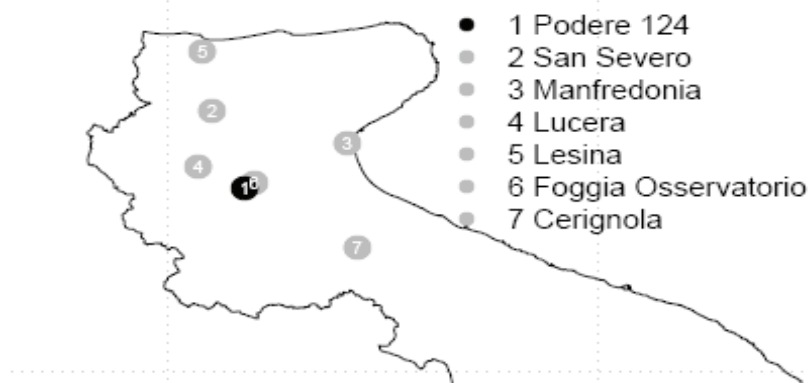 1 Podere 124
2 San Severo
3 Manfredonia
4 Lucera
5 Lesina
6 Foggia Osservatorio
7 Cerignola
5
2
3
4
1
6
7